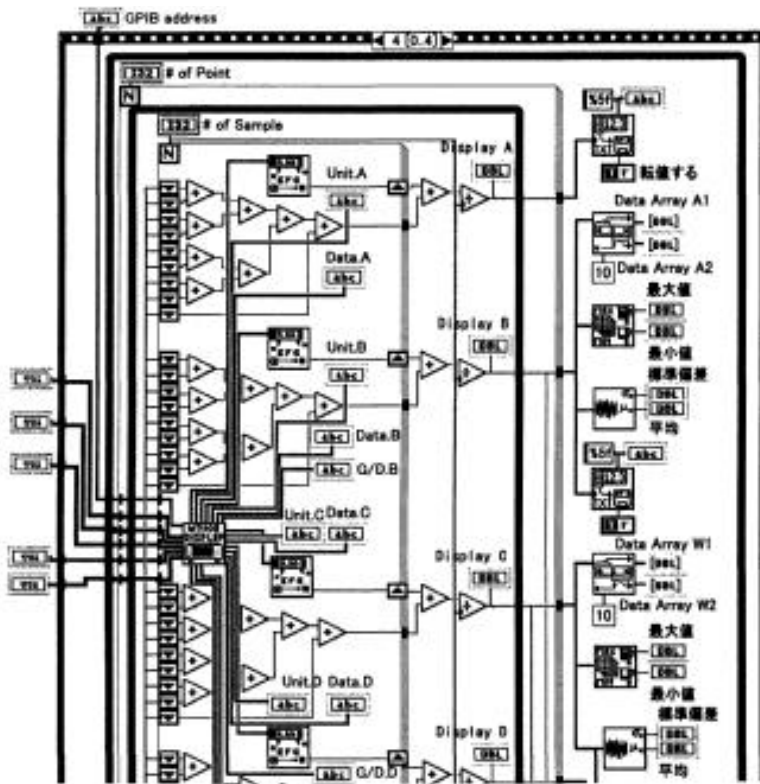 abc GPIB address
4 [0..4]
I32 # of Point
N
I32 # of Sample
N
Display A
DBL
Unit.A
abc
Data.A
abc
Display B
DBL
Unit.B
abc
abc Data.B
abc G/D.B
Unit.C Data.C
abc abc
Display C
DBL
Unit.D Data.D
abc abc
Display D
DBL
abc G/D.D
%5f abc
転値する
Data Array A1
[DBL]
[DBL]
10 Data Array A2
最大値
DBL
DBL
最小値
標準偏差
DBL
DBL
平均
%5f abc
Data Array W1
[DBL]
[DBL]
10 Data Array W2
最大値
DBL
DBL
最小値
標準偏差
DBL
DBL
平均